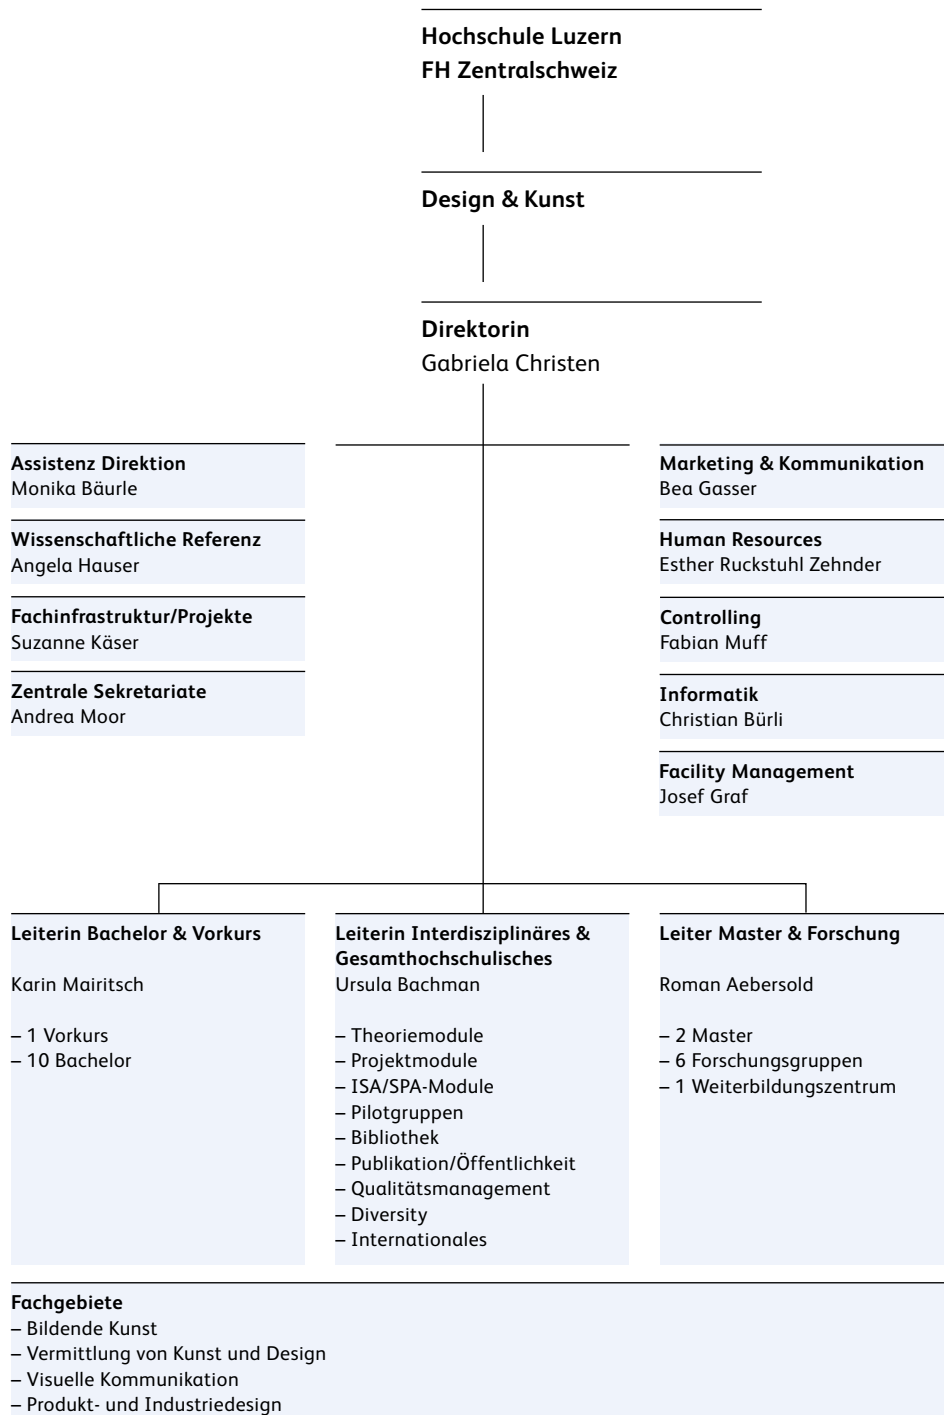 Hochschule Luzern
FH Zentralschweiz
Design & Kunst
Direktorin
Gabriela Christen
Assistenz Direktion
Monika Bäurle
Wissenschaftliche Referenz
Angela Hauser
Fachinfrastruktur/Projekte
Suzanne Käser
Zentrale Sekretariate
Andrea Moor
Marketing & Kommunikation
Bea Gasser
Human Resources
Esther Ruckstuhl Zehnder
Controlling
Fabian Muff
Informatik
Christian Bürli
Facility Management
Josef Graf
Leiterin Bachelor & Vorkurs
Karin Mairitsch
– 1 Vorkurs
– 10 Bachelor
Leiterin Interdisziplinäres &
Gesamthochschulisches
Ursula Bachman
– Theoriemodule
– Projektmodule
– ISA/SPA-Module
– Pilotgruppen
– Bibliothek
– Publikation/Öffentlichkeit
– Qualitätsmanagement
– Diversity
– Internationales
Leiter Master & Forschung
Roman Aebersold
– 2 Master
– 6 Forschungsgruppen
– 1 Weiterbildungszentrum
Fachgebiete
– Bildende Kunst
– Vermittlung von Kunst und Design
– Visuelle Kommunikation
– Produkt- und Industriedesign